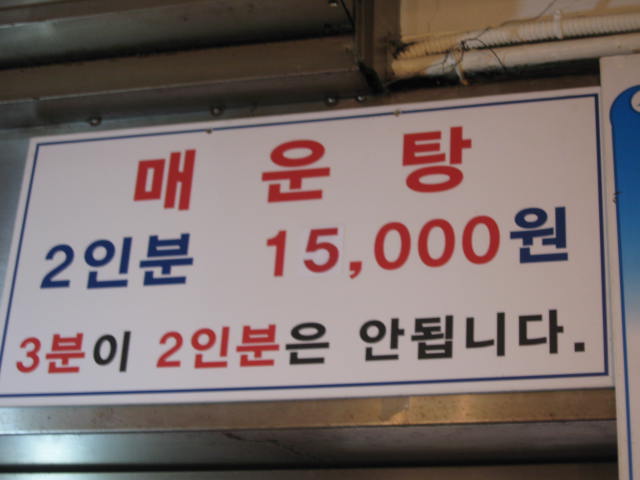 매운탕
2인분 15,000원
3분이 2인분은 안됩니다.